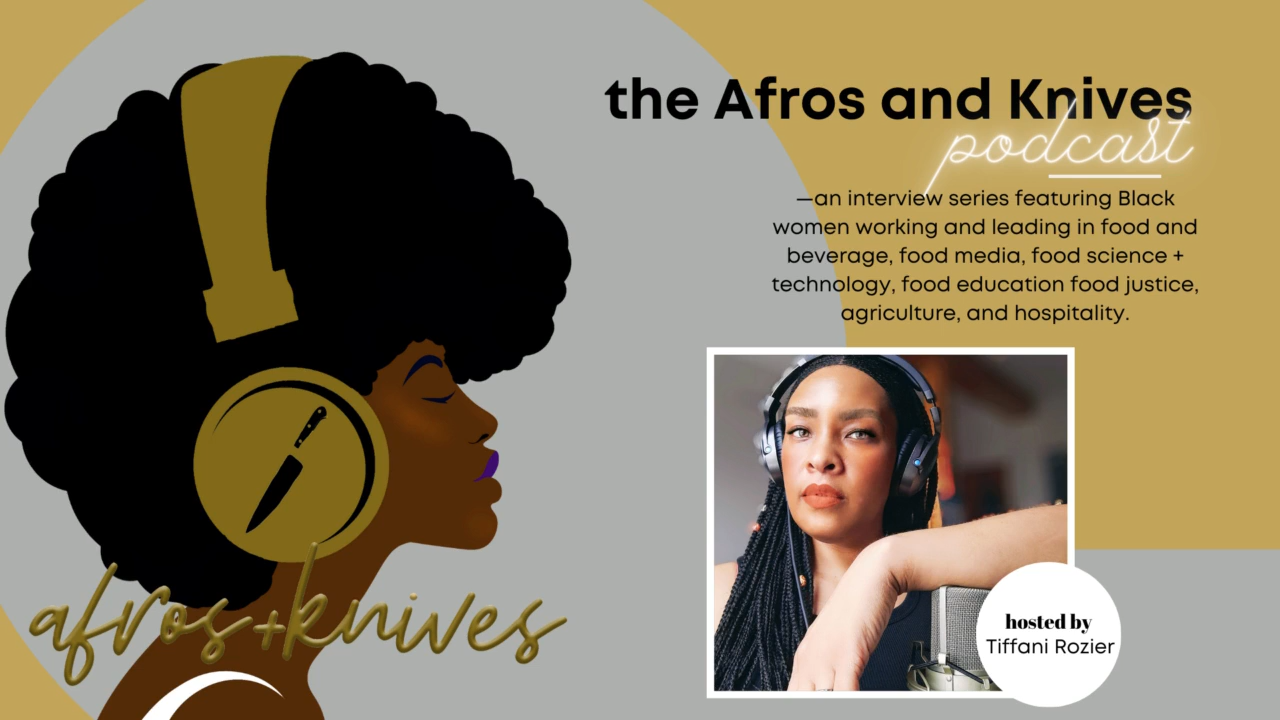 the Afros and Knives
podcast
—an interview series featuring Black
women working and leading in food and
beverage, food media, food science +
technology, food education food justice,
agriculture, and hospitality.
afros+knives
hosted by
Tiffani Rozier